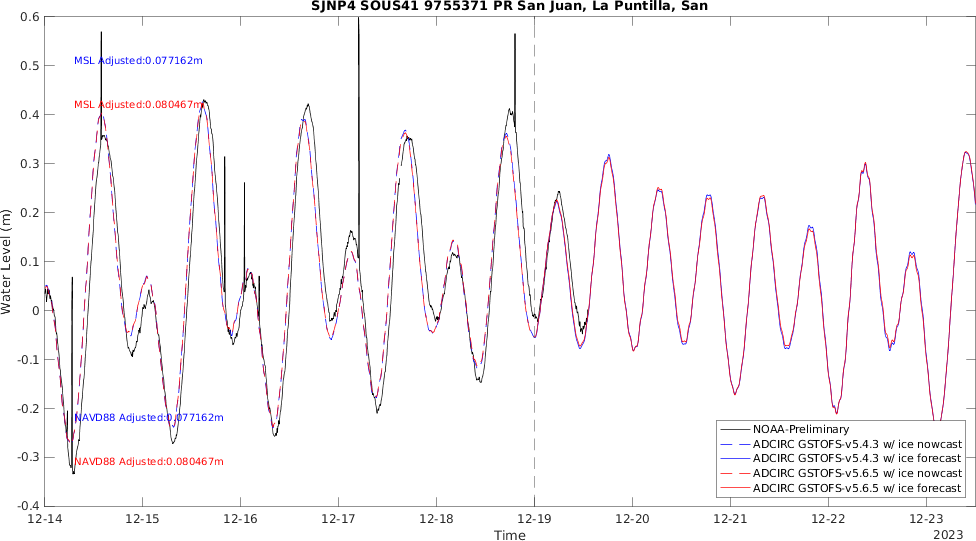 SJNP4 SOUS41 9755371 PR San Juan, La Puntilla, San
0.6
0.5
0.4
0.3
0.2
0.1
0
-0.1
-0.2
-0.3
-0.4
Water Level (m)
MSL Adjusted:0.077162m
MSL Adjusted:0.080467m
NAVD88 Adjusted:0.077162m
NAVD88 Adjusted:0.080467m
NOAA-Preliminary
ADCIRC GSTOFS-v5.4.3 w/ ice nowcast
ADCIRC GSTOFS-v5.4.3 w/ ice forecast
ADCIRC GSTOFS-v5.6.5 w/ ice nowcast
ADCIRC GSTOFS-v5.6.5 w/ ice forecast
12-14 12-15 12-16 12-17 12-18 12-19 12-20 12-21 12-22 12-23
Time
2023